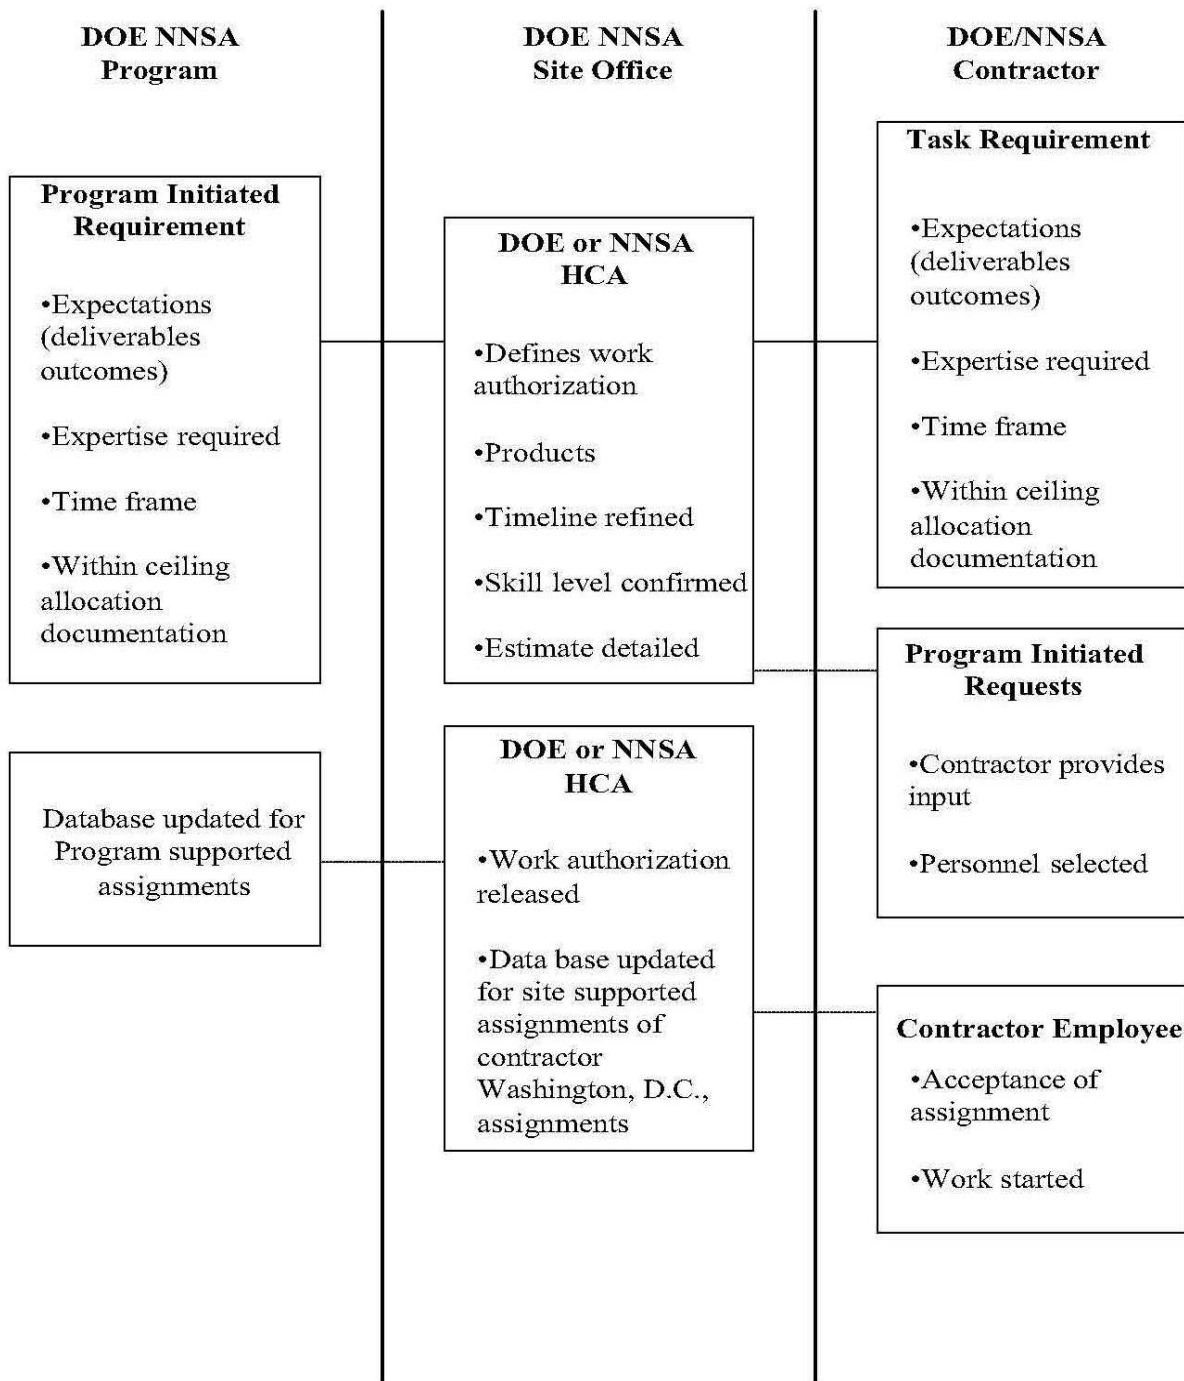 DOE NNSA
Program
DOE NNSA
Site Office
DOE/NNSA
Contractor
Program Initiated
Requirement
•Expectations
(deliverables
outcomes)
•Expertise required
•Time frame
•Within ceiling
allocation
documentation
Database updated for
Program supported
assignments
DOE or NNSA
HCA
•Defines work
authorization
•Products
•Timeline refined
•Skill level confirmed
•Estimate detailed
DOE or NNSA
HCA
•Work authorization
released
•Data base updated
for site supported
assignments of
contractor
Washington, D.C.,
assignments
Task Requirement
•Expectations
(deliverables
outcomes)
•Expertise required
•Time frame
•Within ceiling
allocation
documentation
Program Initiated
Requests
•Contractor provides
input
•Personnel selected
Contractor Employee
•Acceptance of
assignment
•Work started